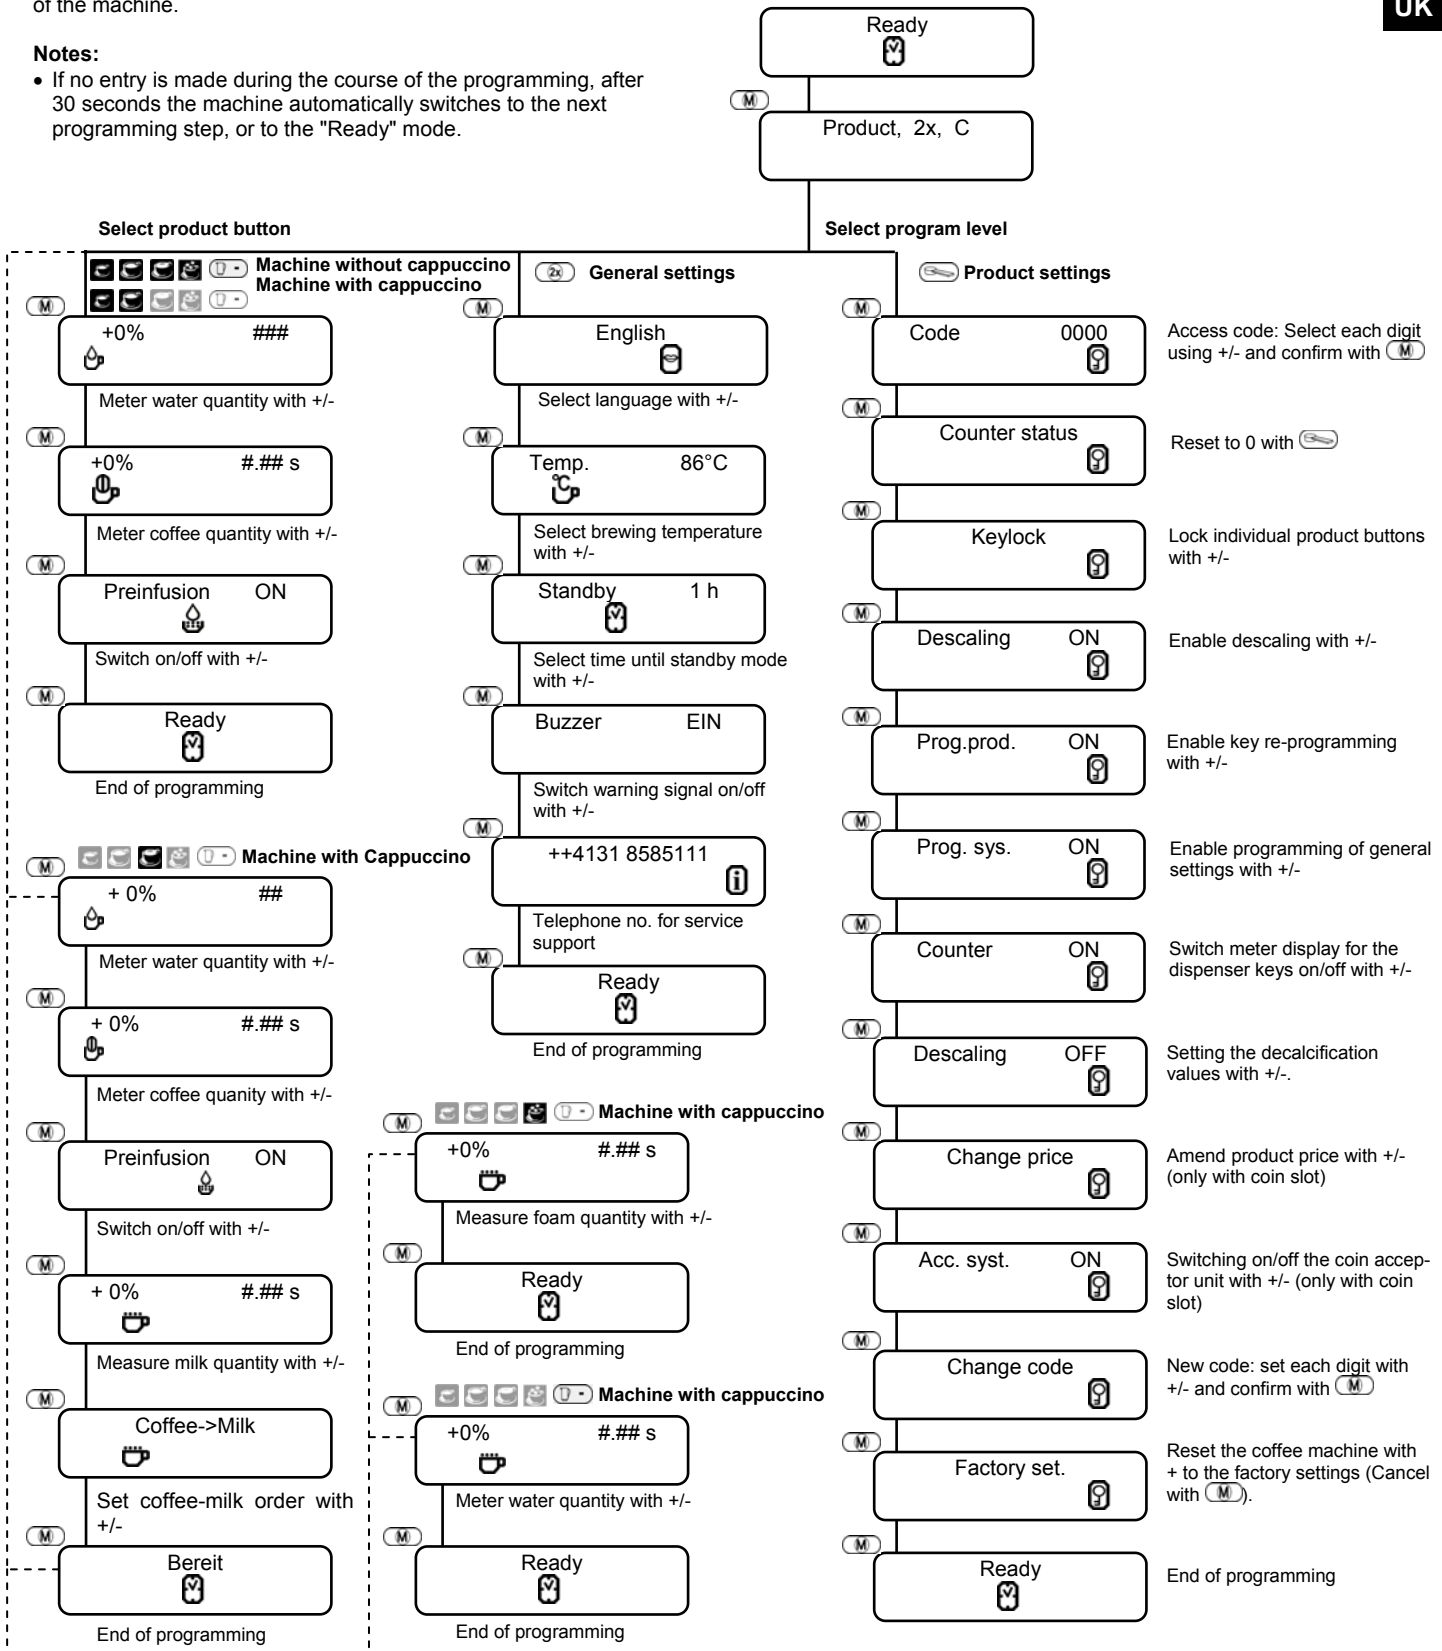 of the machine.
UK
Notes:
• If no entry is made during the course of the programming, after
30 seconds the machine automatically switches to the next
programming step, or to the "Ready" mode.
Ready
M
Product, 2x, C
Select product button
Select program level
Machine without cappuccino
Machine with cappuccino
M
+0% ###
Meter water quantity with +/-
M
+0% #.## s
Meter coffee quantity with +/-
M
Preinfusion ON
Switch on/off with +/-
M
Ready
End of programming
M
Machine with Cappuccino
+ 0% ##
Meter water quantity with +/-
M
+ 0% #.## s
Meter coffee quanity with +/-
M
Preinfusion ON
Switch on/off with +/-
M
+ 0% #.## s
Measure milk quantity with +/-
M
Coffee->Milk
Set coffee-milk order with
+/-
M
Bereit
End of programming
2x General settings
M
English
Select language with +/-
M
Temp. 86°C
°C
Select brewing temperature
with +/-
M
Standby 1 h
Select time until standby mode
with +/-
M
Buzzer EIN
Switch warning signal on/off
with +/-
M
++4131 8585111
i
Telephone no. for service
support
M
Ready
End of programming
M
Machine with cappuccino
+0% #.## s
Measure foam quantity with +/-
M
Ready
End of programming
M
Machine with cappuccino
+0% #.## s
Meter water quantity with +/-
M
Ready
End of programming
Product settings
M
Code 0000
Access code: Select each digit
using +/- and confirm with M
M
Counter status
Reset to 0 with
M
Keylock
Lock individual product buttons
with +/-
M
Descaling ON
Enable descaling with +/-
M
Prog.prod. ON
Enable key re-programming
with +/-
M
Prog. sys. ON
Enable programming of general
settings with +/-
M
Counter ON
Switch meter display for the
dispenser keys on/off with +/-
M
Descaling OFF
Setting the decalcification
values with +/-.
M
Change price
Amend product price with +/-
(only with coin slot)
M
Acc. syst. ON
Switching on/off the coin accep-
tor unit with +/- (only with coin
slot)
M
Change code
New code: set each digit with
+/- and confirm with M
M
Factory set.
Reset the coffee machine with
+ to the factory settings (Cancel
with M).
M
Ready
End of programming